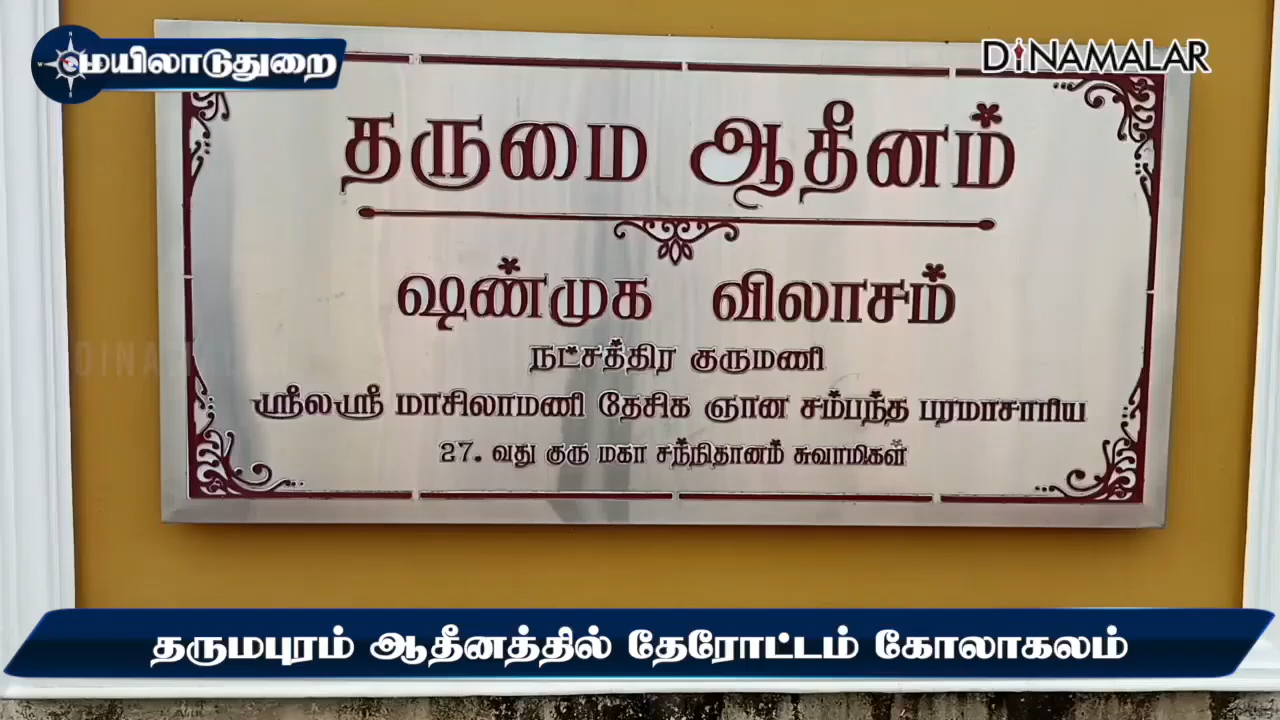 மயிலாடுதுறை
DINAMALAR
தருமை ஆதீனம்
ஷண்முக விலாசம்
நட்சத்திர குருமணி
ஸ்ரீலஸ்ரீ மாசிலாமணி தேசிக ஞான சம்பந்த பரமாசாரிய
27. வது குரு மகா சந்நிதானம் சுவாமிகள்
தருமபுரம் ஆதீனத்தில் தேரோட்டம் கோலாகலம்